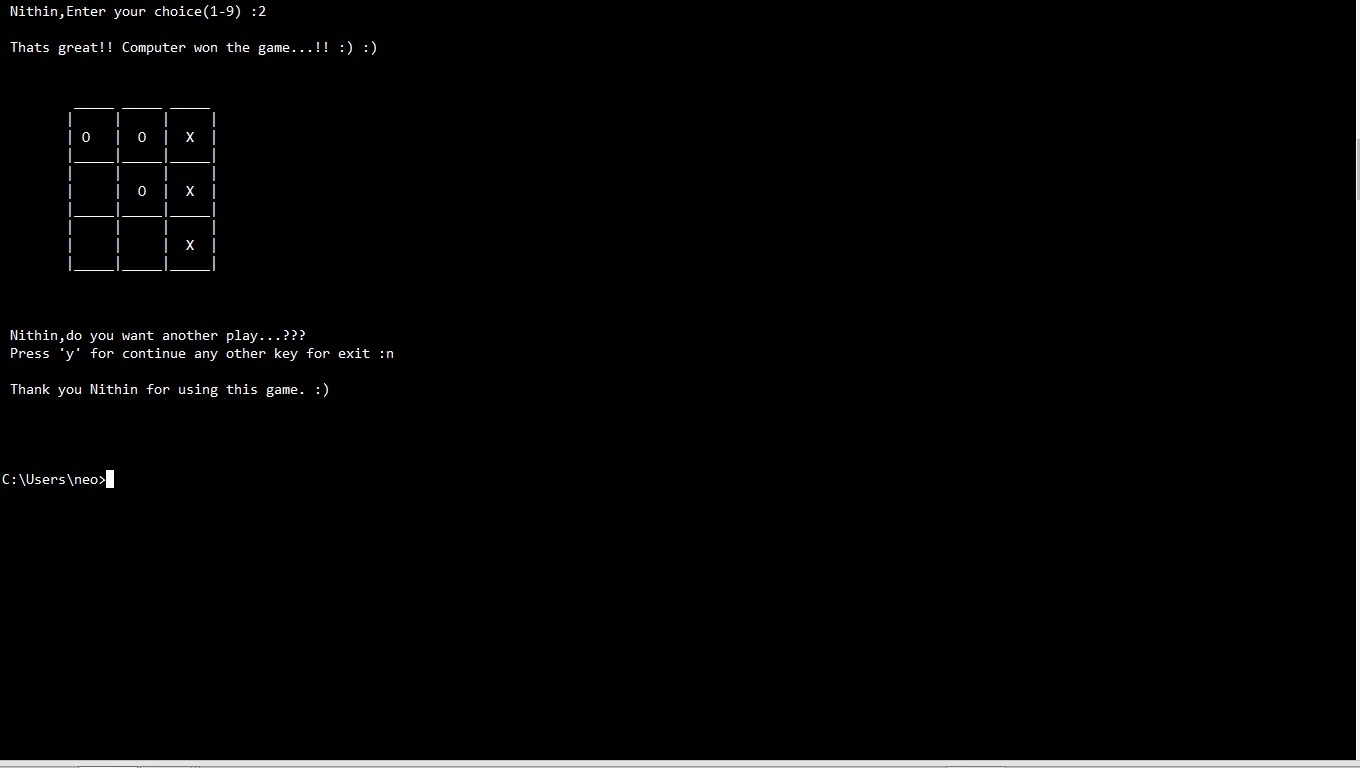 Nithin,Enter your choice(1-9) :2
Thats great!! Computer won the game...!! :) :)
O O X
O X
X
Nithin,do you want another play...???
Press 'y' for continue any other key for exit :n
Thank you Nithin for using this game. :)
C:\Users\neo>